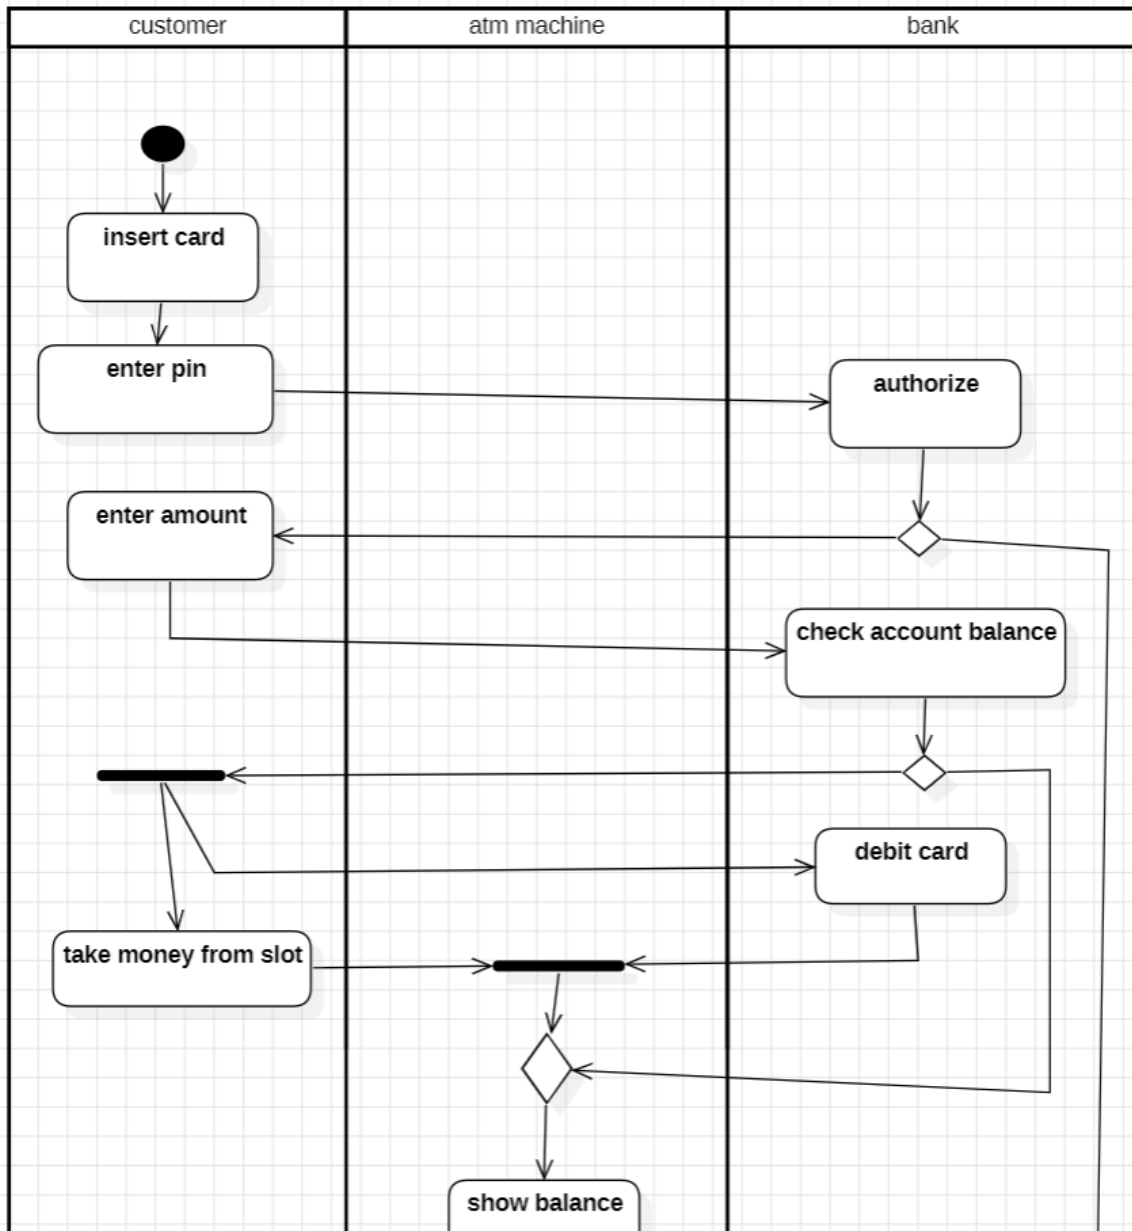 customer
atm machine
bank
insert card
enter pin
authorize
enter amount
check account balance
debit card
take money from slot
show balance